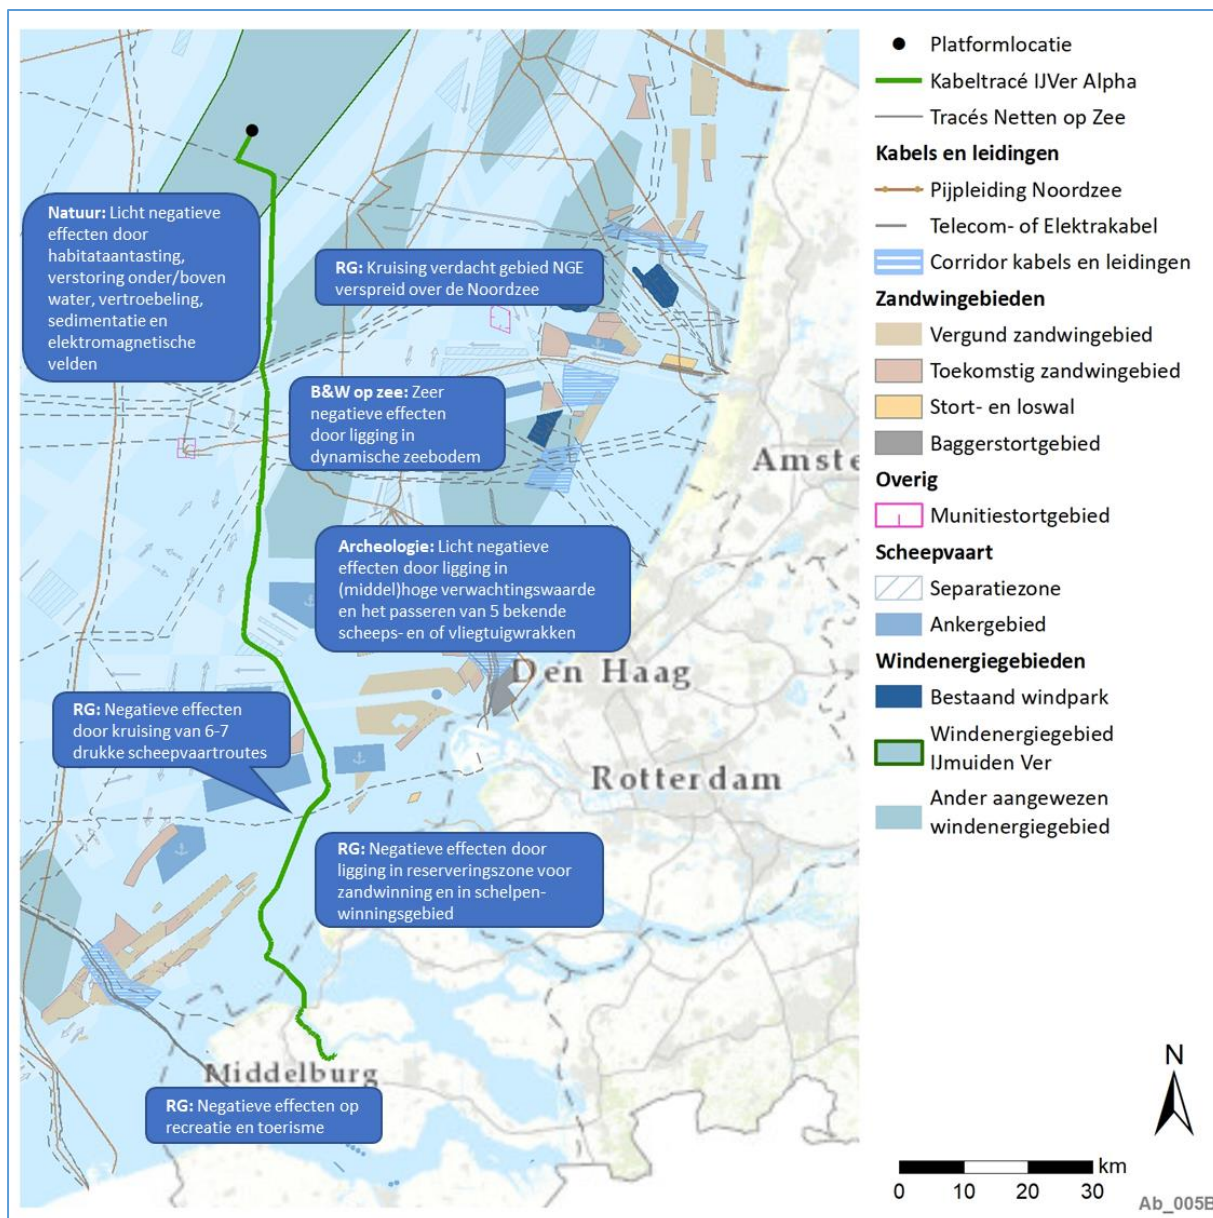 Natuur: Licht negatieve
effecten door
habitataantasting,
verstoring onder/boven
water, vertroebeling,
sedimentatie en
elektromagnetische
velden
RG: Kruising verdacht gebied NGE
verspreid over de Noordzee
B&W op zee: Zeer
negatieve effecten
door ligging in
dynamische zeebodem
Amste
Archeologie: Licht negatieve
effecten door ligging in
(middel)hoge verwachtingswaarde
en het passeren van 5 bekende
scheeps- en of vliegtuigwrakken
Den Haag
RG: Negatieve effecten
door kruising van 6-7
drukke scheepvaartroutes
Rotterdam
RG: Negatieve effecten door
ligging in reserveringszone voor
zandwinning en in schelpen-
winningsgebied
Middelburg
RG: Negatieve effecten op
recreatie en toerisme
Platformlocatie
Kabeltracé IJVer Alpha
Tracés Netten op Zee
Kabels en leidingen
Pijpleiding Noordzee
Telecom- of Elektrakabel
Corridor kabels en leidingen
Zandwingebieden
Vergund zandwingebied
Toekomstig zandwingebied
Stort- en loswal
Baggerstortgebied
Overig
Munitiestortgebied
Scheepvaart
Separatiezone
Ankergebied
Windenergiegebieden
Bestaand windpark
Windenergiegebied
IJmuiden Ver
Ander aangewezen
windenergiegebied
N
km
0 10 20 30
Ab_005B